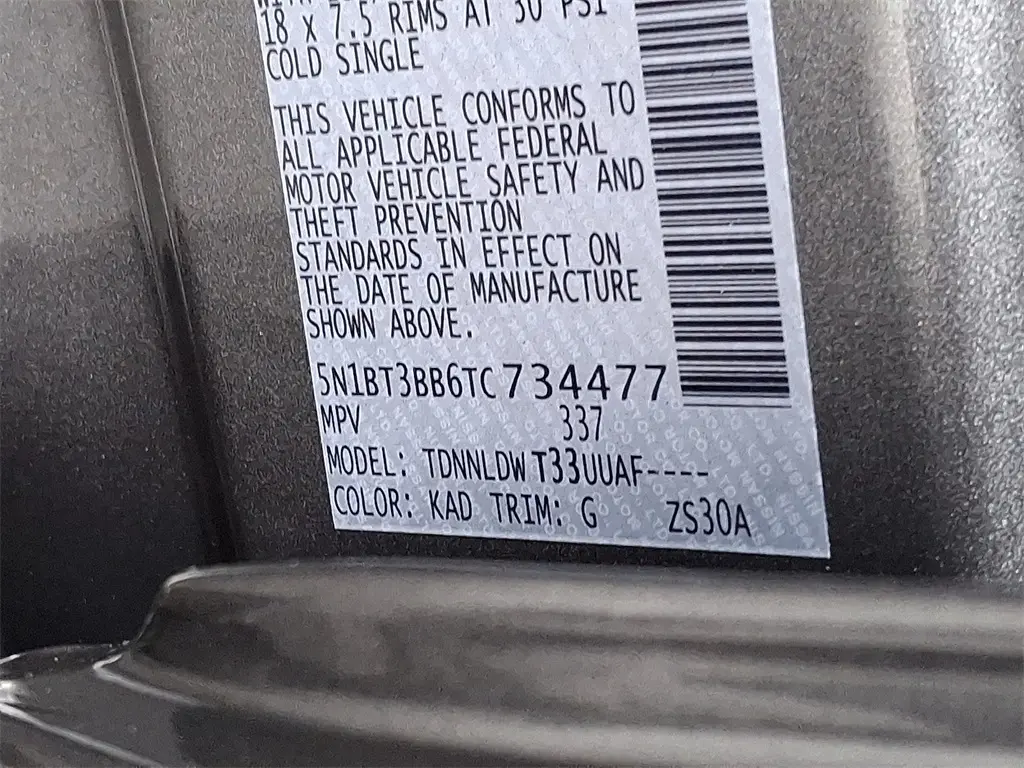 18 X 7.5 RIMS AT 30 PSI
COLD SINGLE
THIS VEHICLE CONFORMS TO
ALL APPLICABLE FEDERAL
MOTOR VEHICLE SAFETY AND
THEFT PREVENTION
STANDARDS IN EFFECT ON
THE DATE OF MANUFACTURE
SHOWN ABOVE.
5N1BT3BB6TC734477
MPV 337
MODEL: TDNNLDWT33UUAF----
COLOR: KAD TRIM: G ZS30A